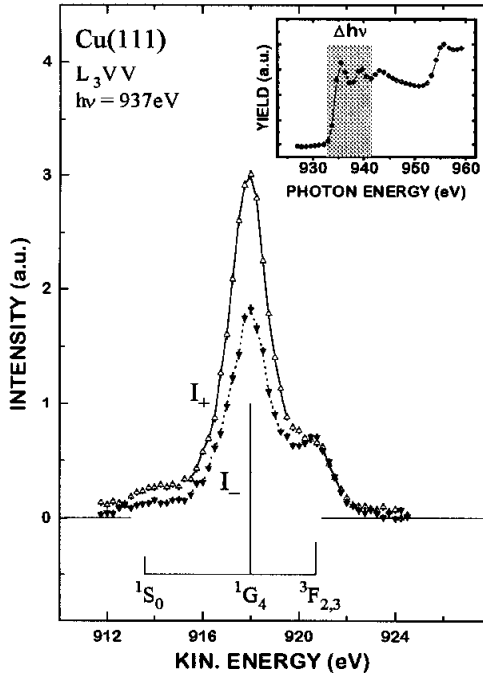 Cu(111)
L₃VV
hν = 937eV
Δhν
YIELD (a.u.)
930 940 950 960
PHOTON ENERGY (eV)
INTENSITY (a.u.)
4
3
2
1
0
I₊
I₋
¹S₀ ¹G₄ ³F₂,₃
912 916 920 924
KIN. ENERGY (eV)